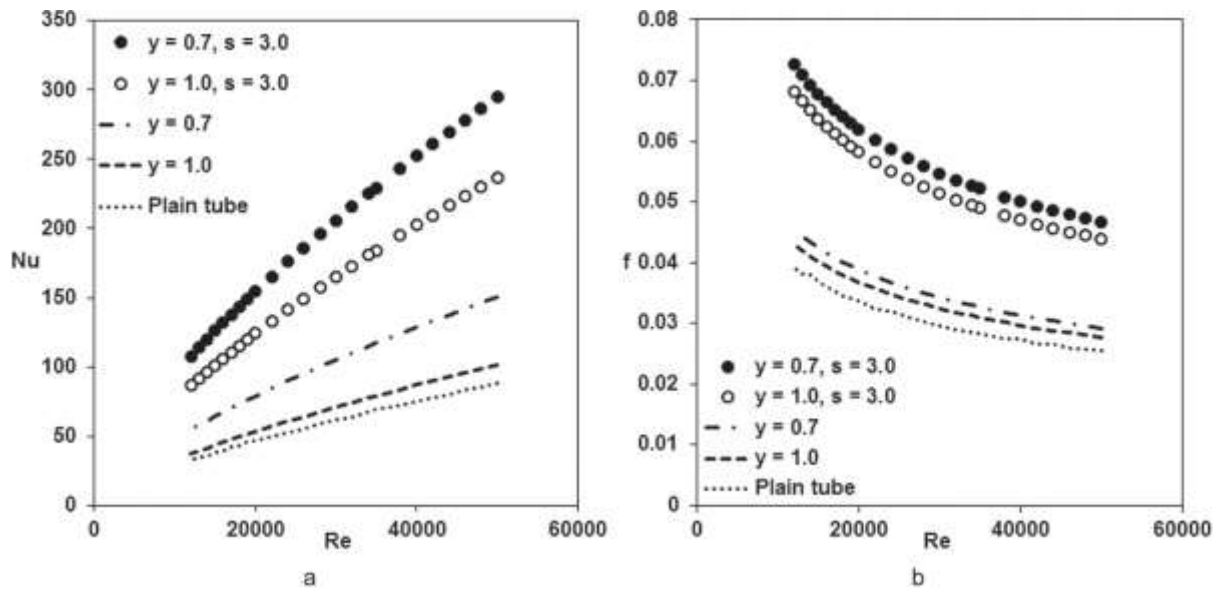 350
300
250
200
150
100
50
0
Nu
y = 0.7, s = 3.0
y = 1.0, s = 3.0
y = 0.7
y = 1.0
Plain tube
0 20000 40000 60000
Re
a
0.08
0.07
0.06
0.05
0.04
0.03
0.02
0.01
0
f
y = 0.7, s = 3.0
y = 1.0, s = 3.0
y = 0.7
y = 1.0
Plain tube
0 20000 40000 60000
Re
b